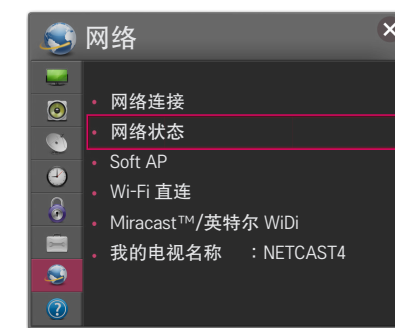 网络
网络连接
网络状态
Soft AP
Wi-Fi 直连
Miracast™/英特尔 WiDi
我的电视名称 ：NETCAST4